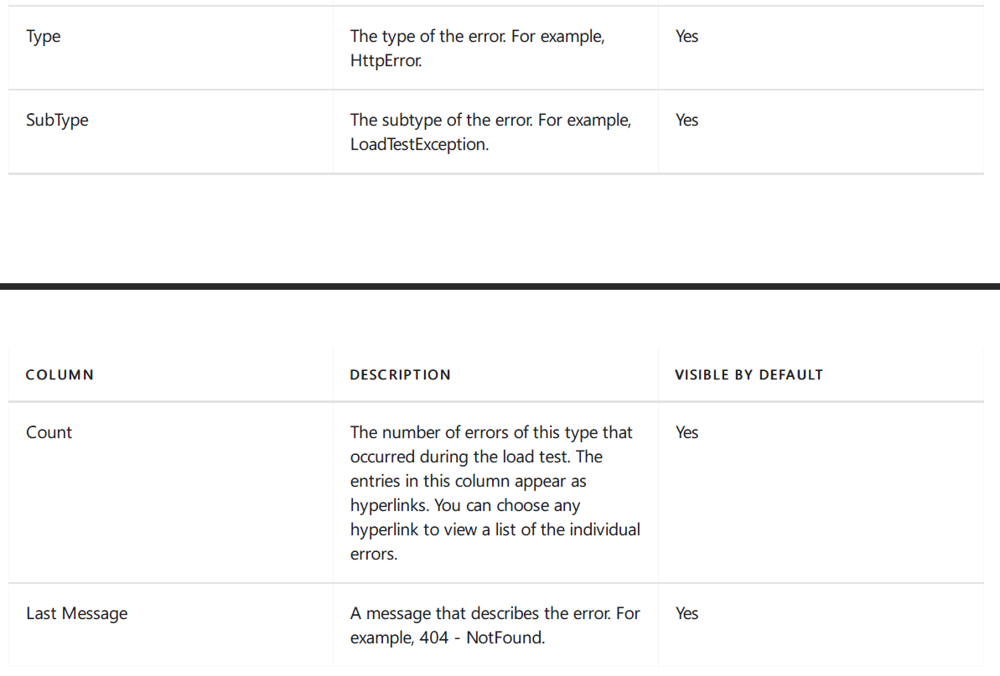 Type
The type of the error. For example,
HttpError.
Yes
SubType
The subtype of the error. For example,
LoadTestException.
Yes
COLUMN
DESCRIPTION
VISIBLE BY DEFAULT
Count
The number of errors of this type that
occurred during the load test. The
entries in this column appear as
hyperlinks. You can choose any
hyperlink to view a list of the individual
errors.
Yes
Last Message
A message that describes the error. For
example, 404 - NotFound.
Yes